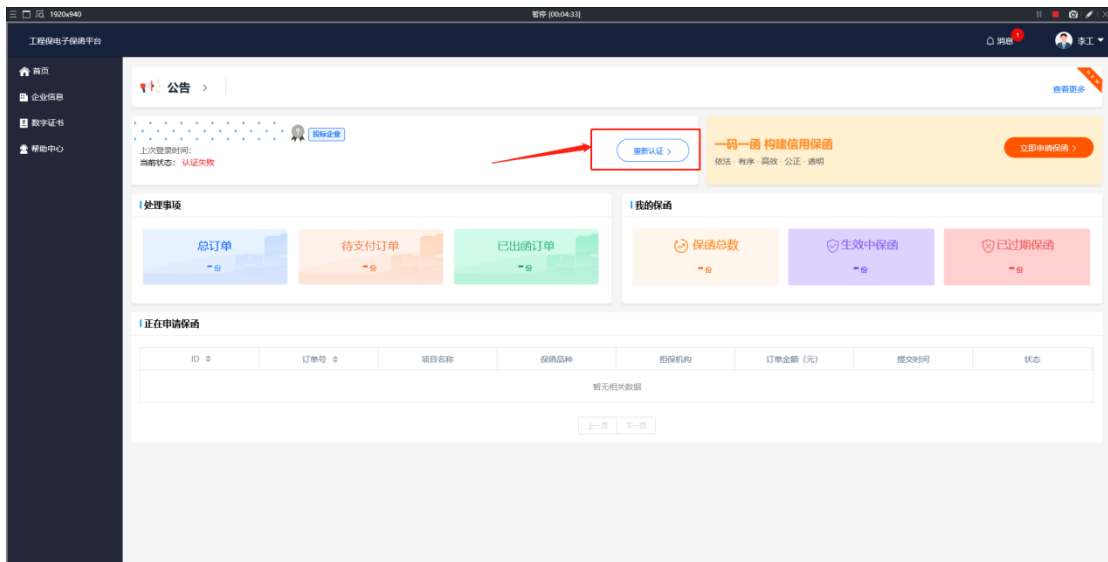 1920x940
暂停 [00:04:33]
工程保电子保函平台
消息 1
李工
首页
企业信息
数字证书
帮助中心
公告 >
查看更多
投标企业
上次登录时间:
当前状态: 认证失败
重新认证 >
一码一函 构建信用保函
依法 · 有序 · 高效 · 公正 · 透明
立即申请保函 >
处理事项
总订单
待支付订单
已出函订单
-份
-份
-份
我的保函
保函总数
生效中保函
已过期保函
-份
-份
-份
正在申请保函
ID 订单号 项目名称 保函品种 担保机构 订单金额（元） 提交时间 状态
暂无相关数据
上一页 下一页